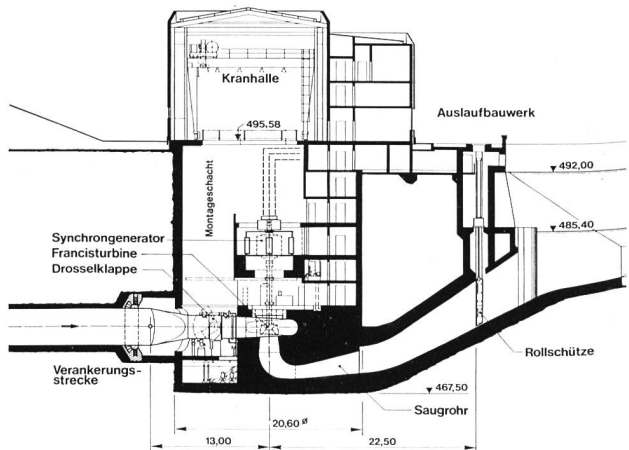 Kranhalle
495.58
Auslaufbauwerk
492,00
Montageschacht
485,40
Synchrongenerator
Francisturbine
Drosselklappe
Rollschütze
Verankerungs-
strecke
467,50
Saugrohr
20,60 ø
13,00
22,50